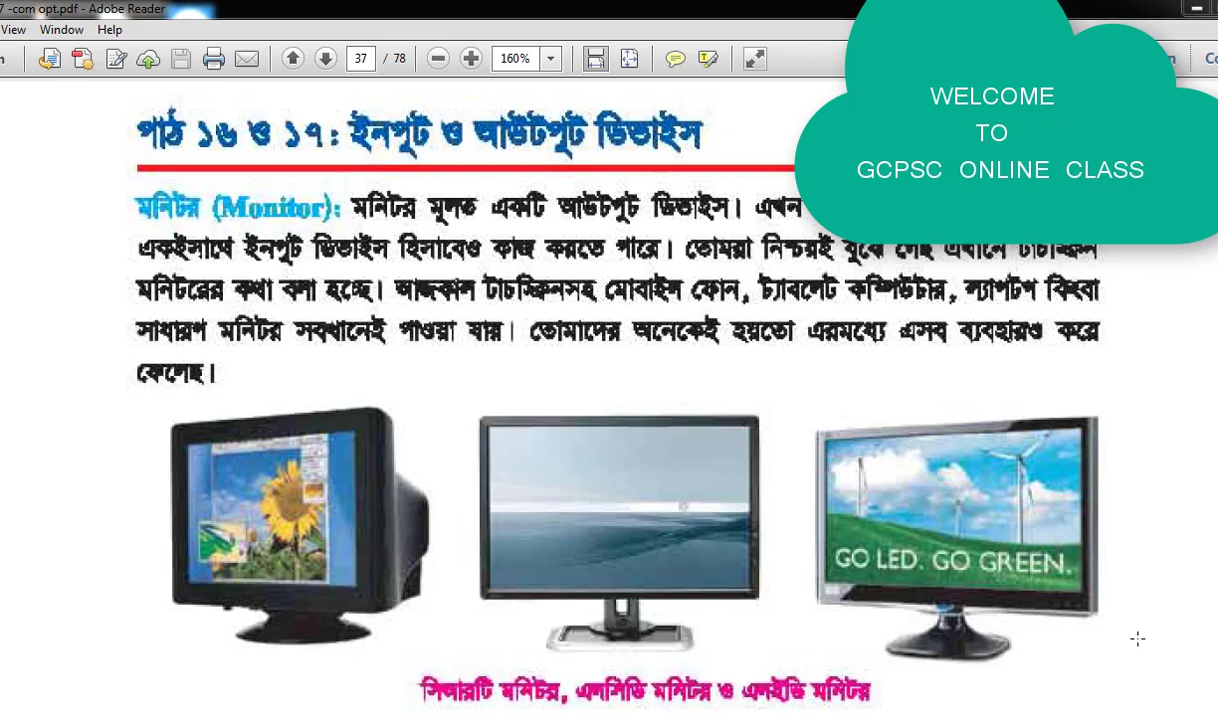 7 -com opt.pdf - Adobe Reader
View Window Help
37 / 78 160%
WELCOME
TO
GCPSC ONLINE CLASS
পাঠ ১৬ ও ১৭: ইনপুট ও আউটপুট ডিভাইস
মনিটর (Monitor): মনিটর মূলত একটি আউটপুট ডিভাইস। এখন
একইসাথে ইনপুট ডিভাইস হিসাবেও কাজ করতে পারে। তোমরা নিশ্চয়ই বুঝে গেছ এখানে টাচস্ক্রিন
মনিটরের কথা বলা হচ্ছে। আজকাল টাচস্ক্রিনসহ মোবাইল ফোন, ট্যাবলেট কম্পিউটার, ল্যাপটপ কিংবা
সাধারণ মনিটর সবখানেই পাওয়া যায়। তোমাদের অনেকেই হয়তো এরমধ্যে এসব ব্যবহারও করে
ফেলেছ।
GO LED. GO GREEN.
সিআরটি মনিটর, এলসিডি মনিটর ও এলইডি মনিটর